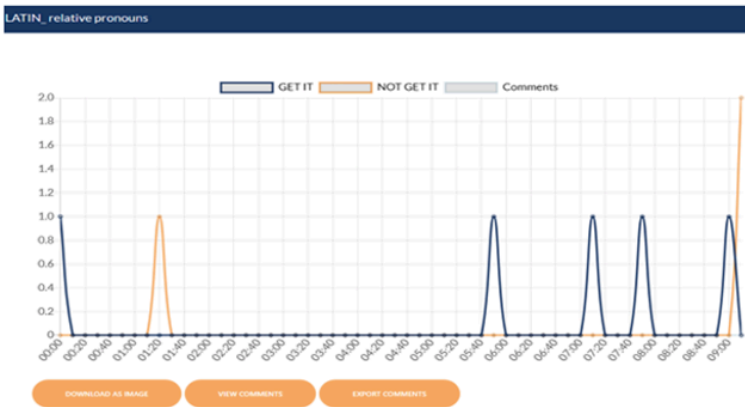 LATIN_ relative pronouns
GET IT NOT GET IT Comments
2.0
1.8
1.6
1.4
1.2
1.0
0.8
0.6
0.4
0.2
0
00:00 00:20 00:40 01:00 01:20 01:40 02:00 02:20 02:40 03:00 03:20 03:40 04:00 04:20 04:40 05:00 05:20 05:40 06:00 06:20 06:40 07:00 07:20 07:40 08:00 08:20 08:40 09:00
DOWNLOAD AS IMAGE VIEW COMMENTS EXPORT COMMENTS